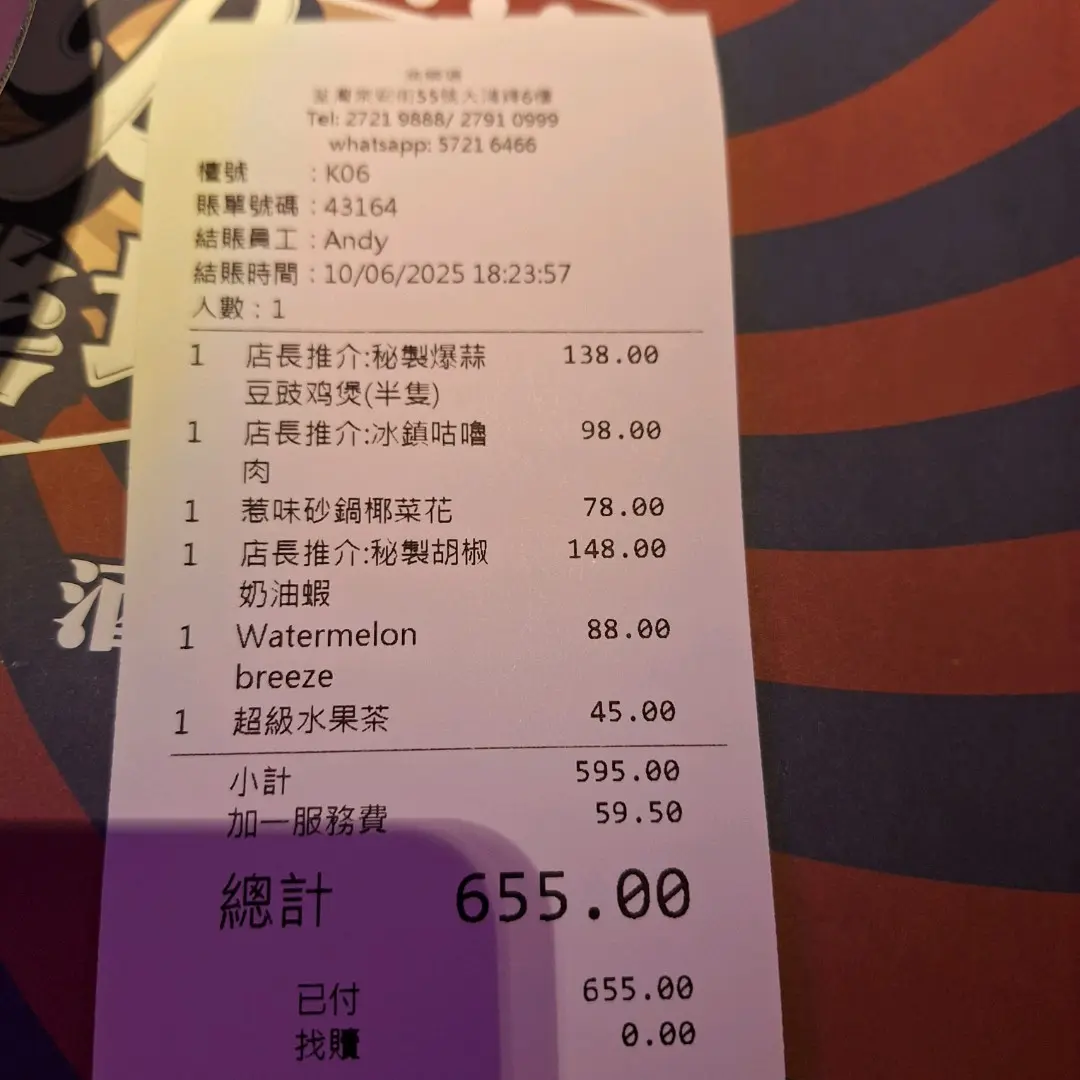 Tel: 2721 9888/ 2791 0999
whatsapp: 5721 6466
檯號 : K06
賬單號碼 : 43164
結賬員工 : Andy
結賬時間 : 10/06/2025 18:23:57
人數 : 1
1 店長推介:秘製爆蒜 138.00
豆豉鸡煲(半隻)
1 店長推介:冰鎮咕嚕 98.00
肉
1 惹味砂鍋椰菜花 78.00
1 店長推介:秘製胡椒 148.00
奶油蝦
1 Watermelon 88.00
breeze
1 超級水果茶 45.00
小計 595.00
加一服務費 59.50
總計 655.00
已付 655.00
找贖 0.00